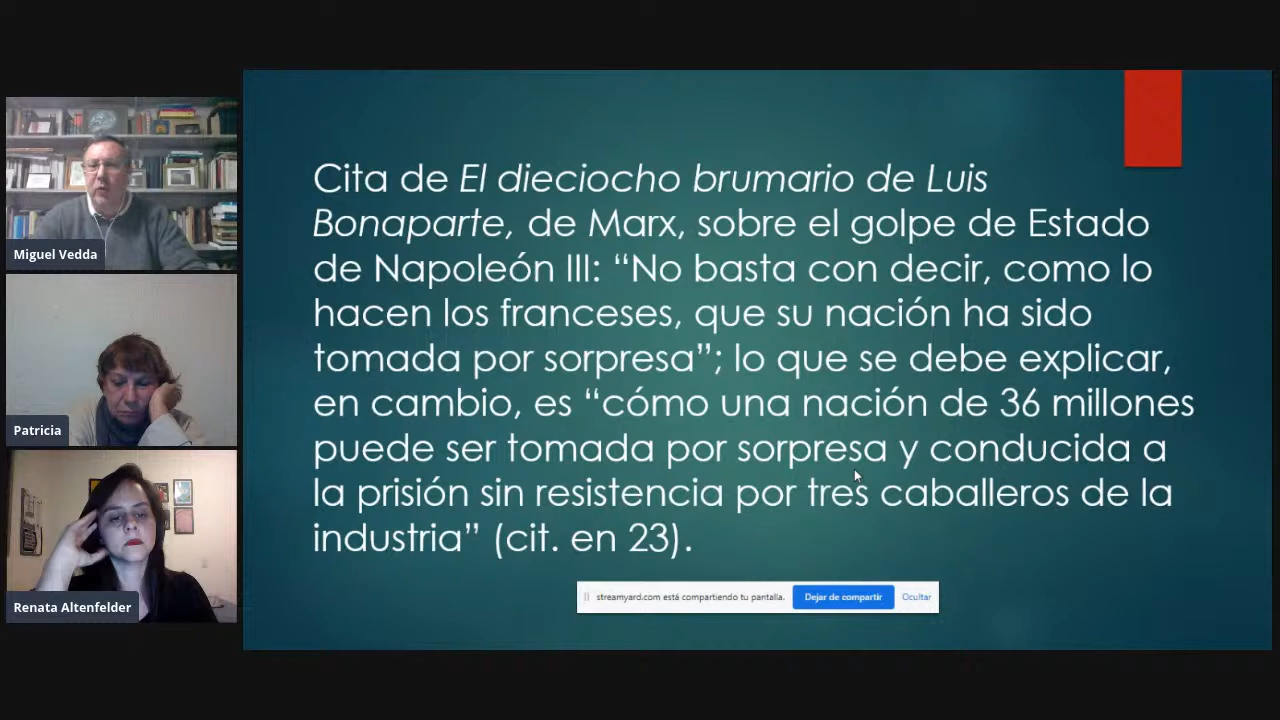 Miguel Vedda
Patricia
Renata Altenfelder
Cita de El dieciocho brumario de Luis
Bonaparte, de Marx, sobre el golpe de Estado
de Napoleón III: “No basta con decir, como lo
hacen los franceses, que su nación ha sido
tomada por sorpresa”; lo que se debe explicar,
en cambio, es “cómo una nación de 36 millones
puede ser tomada por sorpresa y conducida a
la prisión sin resistencia por tres caballeros de la
industria” (cit. en 23).
streamyard.com está compartiendo tu pantalla. Dejar de compartir Ocultar